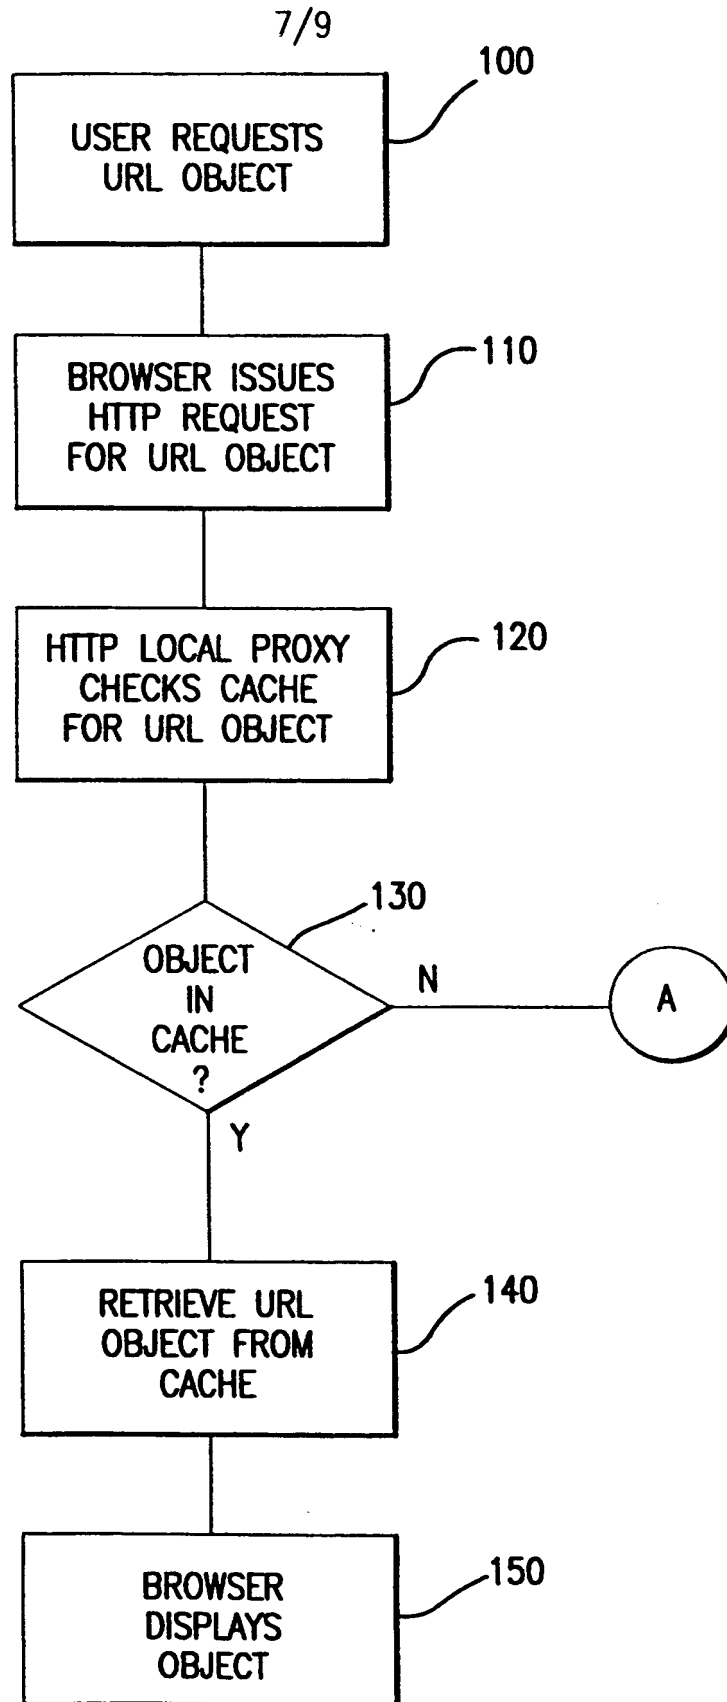 7/9
100
USER REQUESTS
URL OBJECT
110
BROWSER ISSUES
HTTP REQUEST
FOR URL OBJECT
120
HTTP LOCAL PROXY
CHECKS CACHE
FOR URL OBJECT
130
OBJECT
IN
CACHE
?
N
A
Y
140
RETRIEVE URL
OBJECT FROM
CACHE
150
BROWSER
DISPLAYS
OBJECT